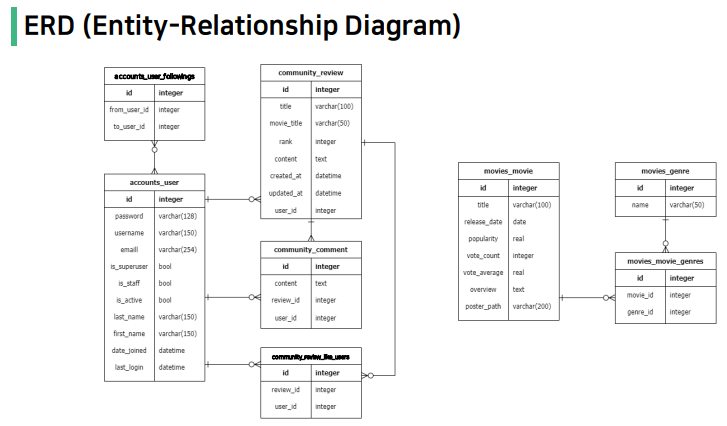 ERD (Entity-Relationship Diagram)
accounts_user_followings
id integer
from_user_id integer
to_user_id integer
accounts_user
id integer
password varchar(128)
username varchar(150)
emaill varchar(254)
is_superuser bool
is_staff bool
is_active bool
last_name varchar(150)
first_name varchar(150)
date_joined datetime
last_login datetime
community_review
id integer
title varchar(100)
movie_title varchar(50)
rank integer
content text
created_at datetime
updated_at datetime
user_id integer
community_comment
id integer
content text
review_id integer
user_id integer
community_review_like_users
id integer
review_id integer
user_id integer
movies_movie
id integer
title varchar(100)
release_date date
popularity real
vote_count integer
vote_average real
overview text
poster_path varchar(200)
movies_genre
id integer
name varchar(50)
movies_movie_genres
id integer
movie_id integer
genre_id integer